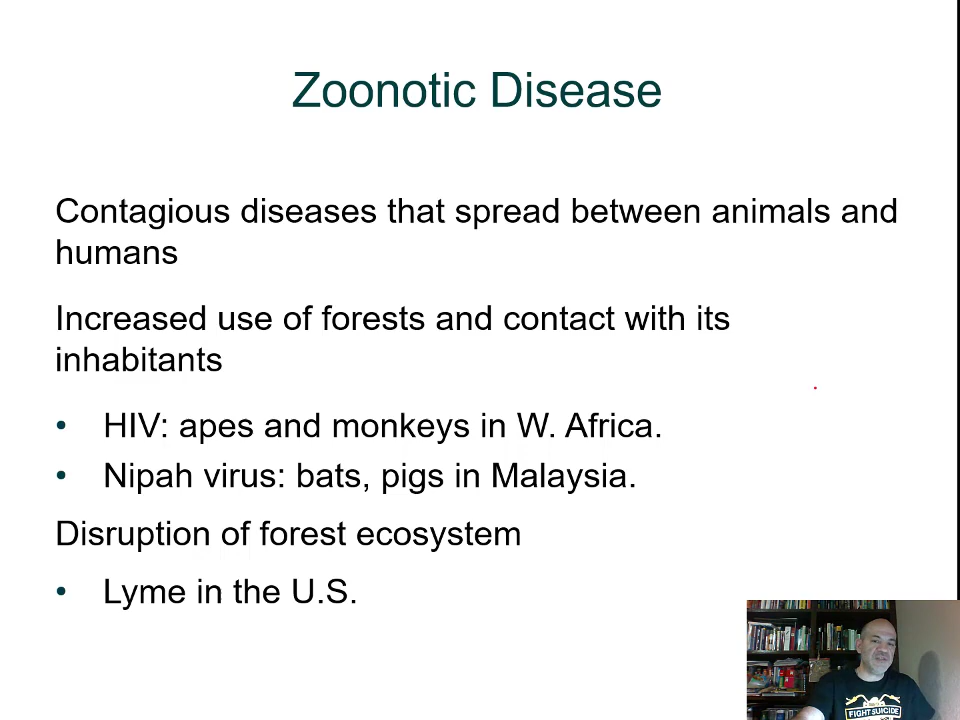 Zoonotic Disease
Contagious diseases that spread between animals and
humans
Increased use of forests and contact with its
inhabitants
• HIV: apes and monkeys in W. Africa.
• Nipah virus: bats, pigs in Malaysia.
Disruption of forest ecosystem
• Lyme in the U.S.
FIGHT SUICIDE